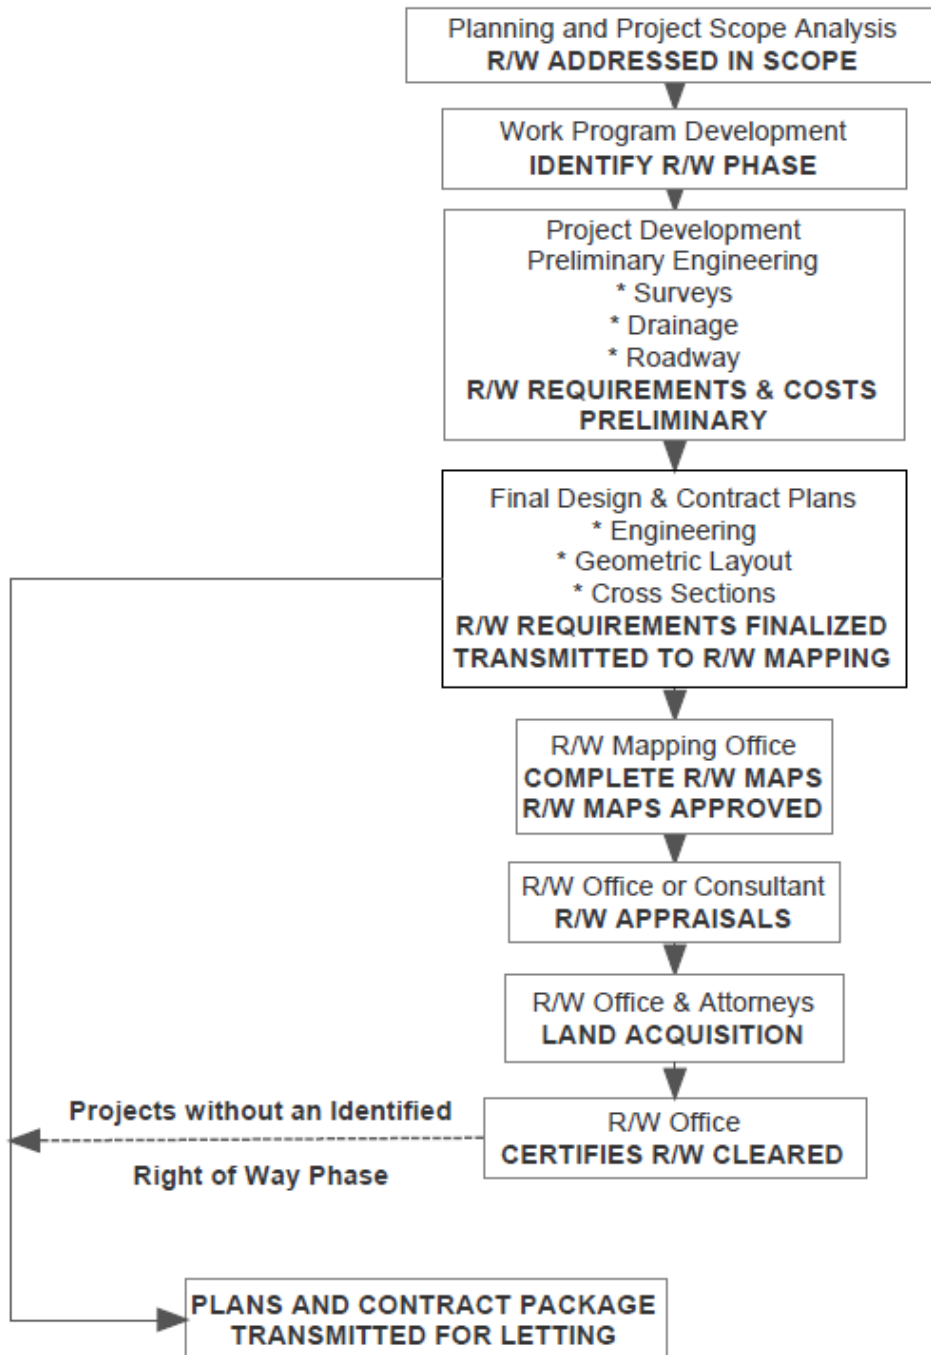 Planning and Project Scope Analysis
R/W ADDRESSED IN SCOPE
Work Program Development
IDENTIFY R/W PHASE
Project Development
Preliminary Engineering
* Surveys
* Drainage
* Roadway
R/W REQUIREMENTS & COSTS
PRELIMINARY
Final Design & Contract Plans
* Engineering
* Geometric Layout
* Cross Sections
R/W REQUIREMENTS FINALIZED
TRANSMITTED TO R/W MAPPING
R/W Mapping Office
COMPLETE R/W MAPS
R/W MAPS APPROVED
R/W Office or Consultant
R/W APPRAISALS
R/W Office & Attorneys
LAND ACQUISITION
R/W Office
CERTIFIES R/W CLEARED
Projects without an Identified
Right of Way Phase
PLANS AND CONTRACT PACKAGE
TRANSMITTED FOR LETTING